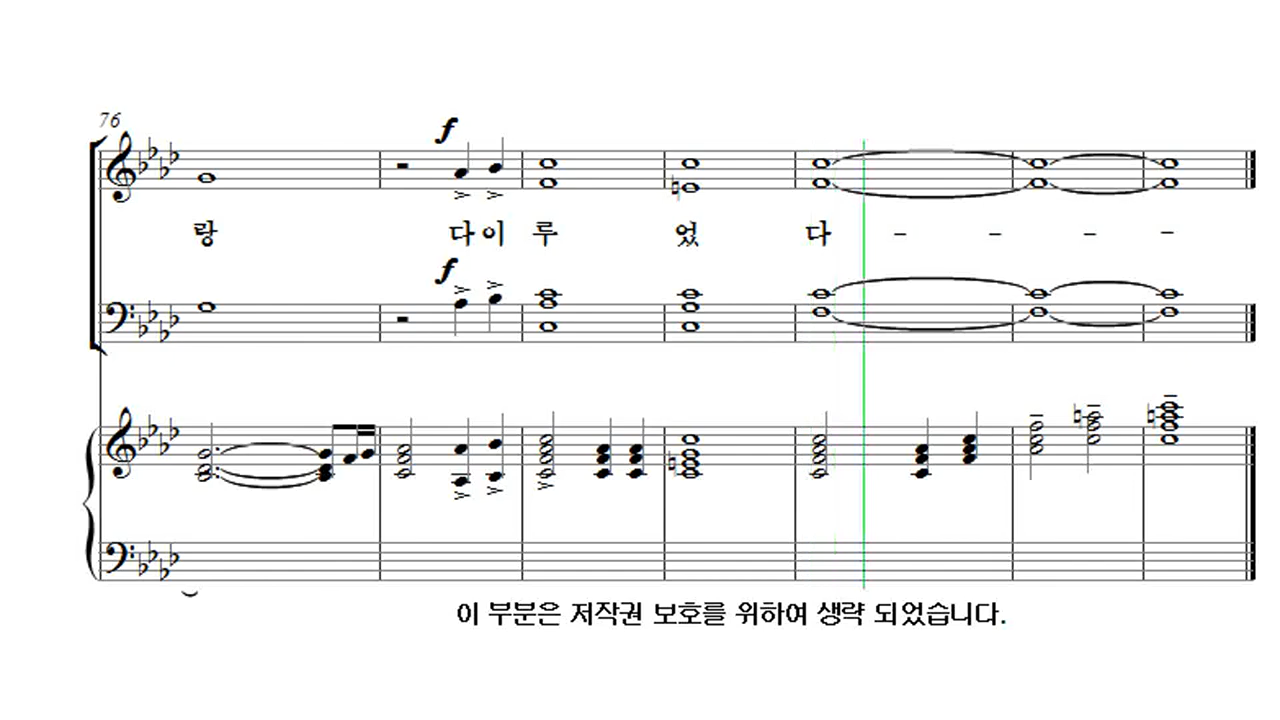 76
f
랑 다 이 루 었 다 - - - -
f
이 부분은 저작권 보호를 위하여 생략 되었습니다.